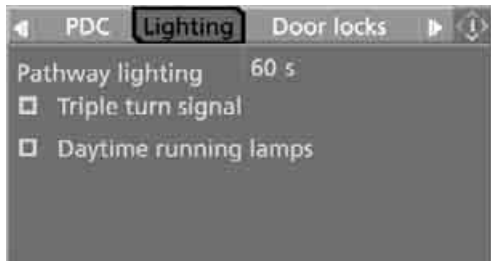 PDC Lighting Door locks
Pathway lighting 60 s
Triple turn signal
Daytime running lamps